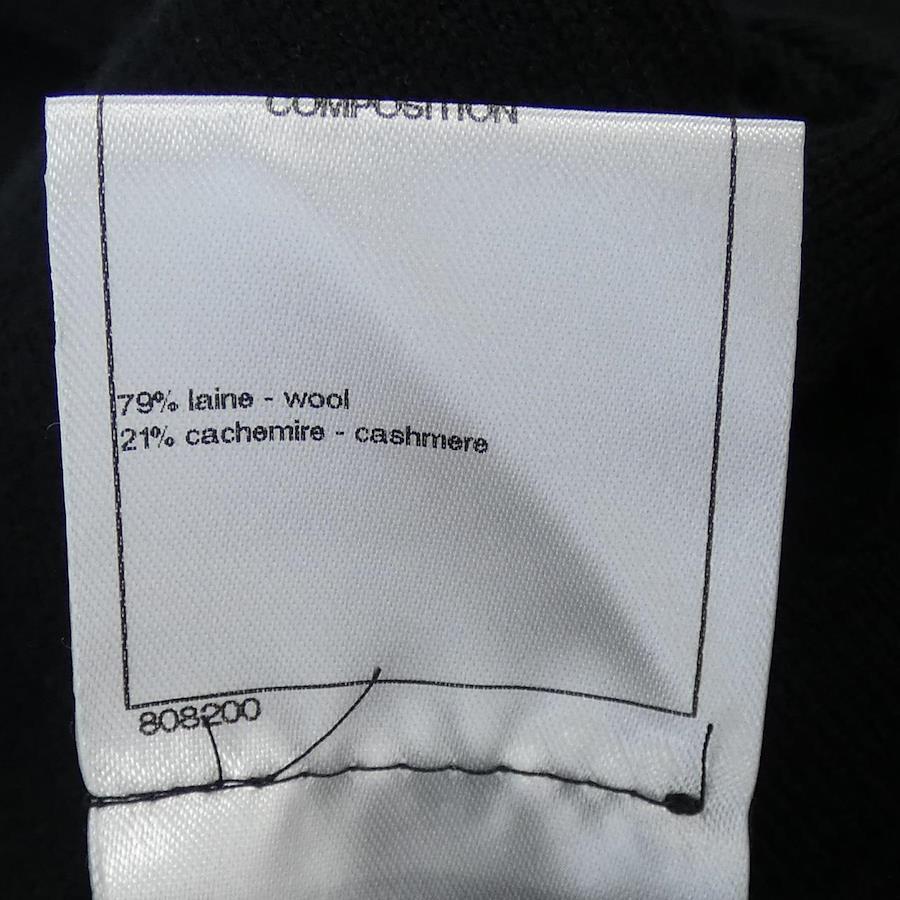 COMPOSITION
79% laine - wool
21% cachemire - cashmere
808200